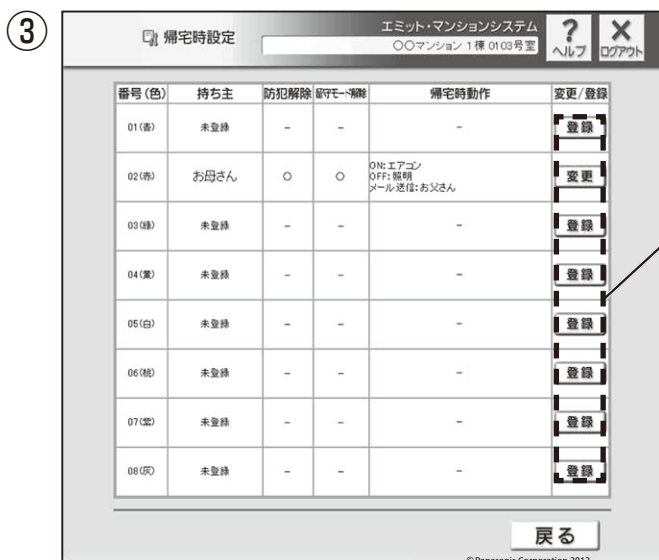 ③
帰宅時設定
エミット・マンションシステム
○○マンション 1棟 0103号室
? ヘルプ
× ログアウト
番号(色) 持ち主 防犯解除 留守モード解除 帰宅時動作 変更/登録
01(青) 未登録 - - - 登録
02(赤) お母さん ○ ○ ON:エアコン
OFF:照明
メール送信:お父さん 変更
03(緑) 未登録 - - - 登録
04(黄) 未登録 - - - 登録
05(白) 未登録 - - - 登録
06(桃) 未登録 - - - 登録
07(紫) 未登録 - - - 登録
08(灰) 未登録 - - - 登録
戻る
© Panasonic Corporation 2012